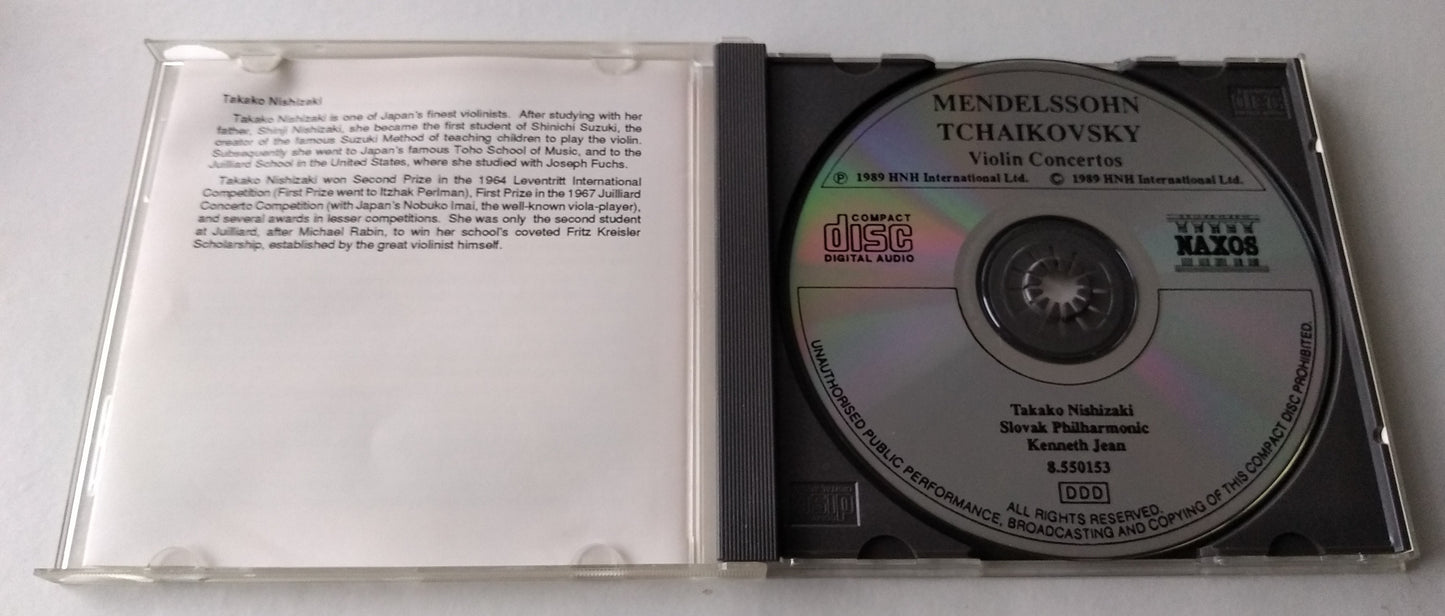 Takako Nishizaki
Takako Nishizaki is one of Japan's finest violinists. After studying with her
father, Shinji Nishizaki, she became the first student of Shinichi Suzuki, the
creator of the famous Suzuki Method of teaching children to play the violin.
Subsequently she went to Japan's famous Toho School of Music, and to the
Juilliard School in the United States, where she studied with Joseph Fuchs.
Takako Nishizaki won Second Prize in the 1964 Leventritt International
Competition (First Prize went to Itzhak Perlman), First Prize in the 1967 Juilliard
Concerto Competition (with Japan's Nobuko Imai, the well-known viola-player),
and several awards in lesser competitions. She was only the second student
at Juilliard, after Michael Rabin, to win her school's coveted Fritz Kreisler
Scholarship, established by the great violinist himself.
MENDELSSOHN
TCHAIKOVSKY
Violin Concertos
℗ 1989 HNH International Ltd. © 1989 HNH International Ltd.
COMPACT
disc
DIGITAL AUDIO
NAXOS
Takako Nishizaki
Slovak Philharmonic
Kenneth Jean
8.550153
DDD
ALL RIGHTS RESERVED.
UNAUTHORISED PUBLIC PERFORMANCE, BROADCASTING AND COPYING OF THIS COMPACT DISC PROHIBITED.
disc
disc